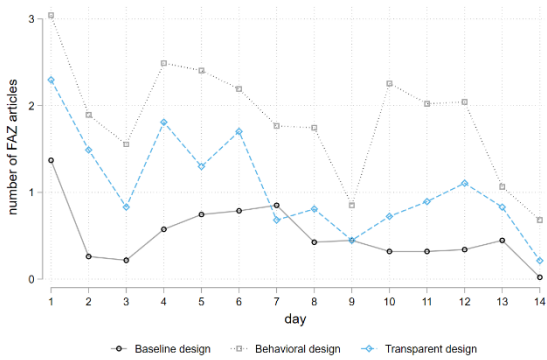 number of FAZ articles
3
2
1
0
1 2 3 4 5 6 7 8 9 10 11 12 13 14
day
Baseline design Behavioral design Transparent design